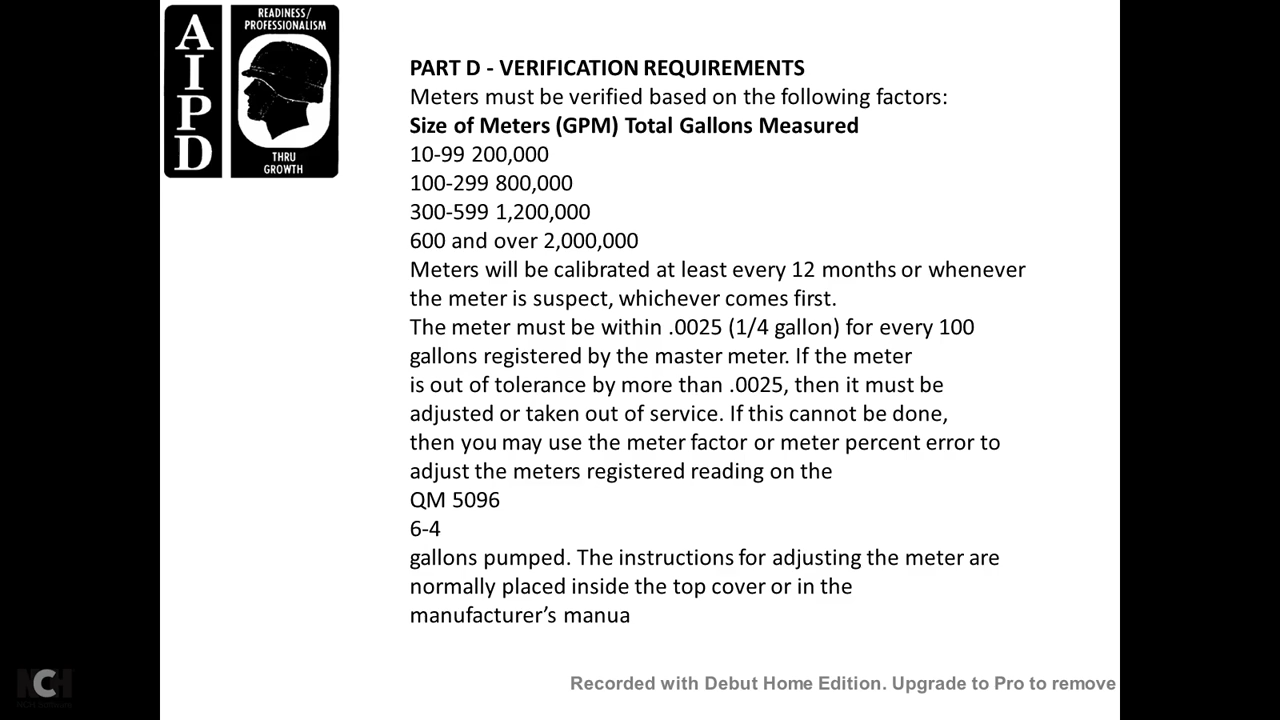 A
I
P
D
READINESS/
PROFESSIONALISM
THRU
GROWTH
PART D - VERIFICATION REQUIREMENTS
Meters must be verified based on the following factors:
Size of Meters (GPM) Total Gallons Measured
10-99 200,000
100-299 800,000
300-599 1,200,000
600 and over 2,000,000
Meters will be calibrated at least every 12 months or whenever
the meter is suspect, whichever comes first.
The meter must be within .0025 (1/4 gallon) for every 100
gallons registered by the master meter. If the meter
is out of tolerance by more than .0025, then it must be
adjusted or taken out of service. If this cannot be done,
then you may use the meter factor or meter percent error to
adjust the meters registered reading on the
QM 5096
6-4
gallons pumped. The instructions for adjusting the meter are
normally placed inside the top cover or in the
manufacturer’s manua
NCH
Recorded with Debut Home Edition. Upgrade to Pro to remove